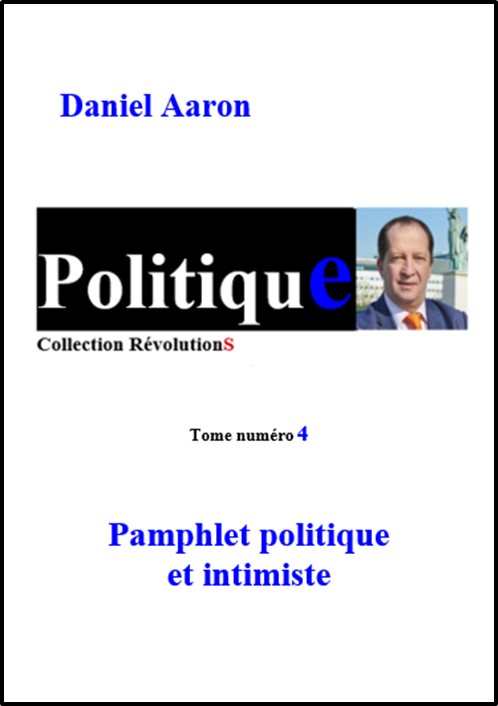 Daniel Aaron
Politique
Collection RévolutionS
Tome numéro 4
Pamphlet politique
et intimiste